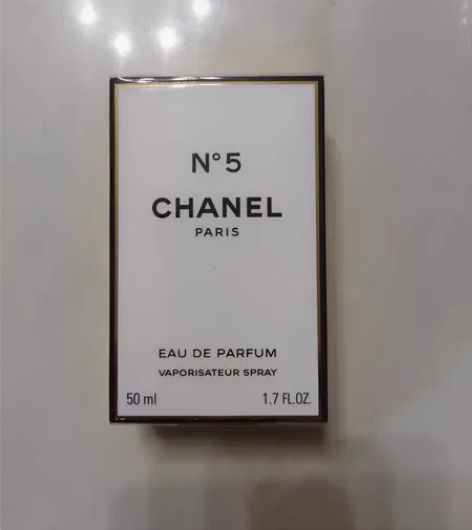 N°5
CHANEL
PARIS
EAU DE PARFUM
VAPORISATEUR SPRAY
50 ml 1.7 FL.OZ.